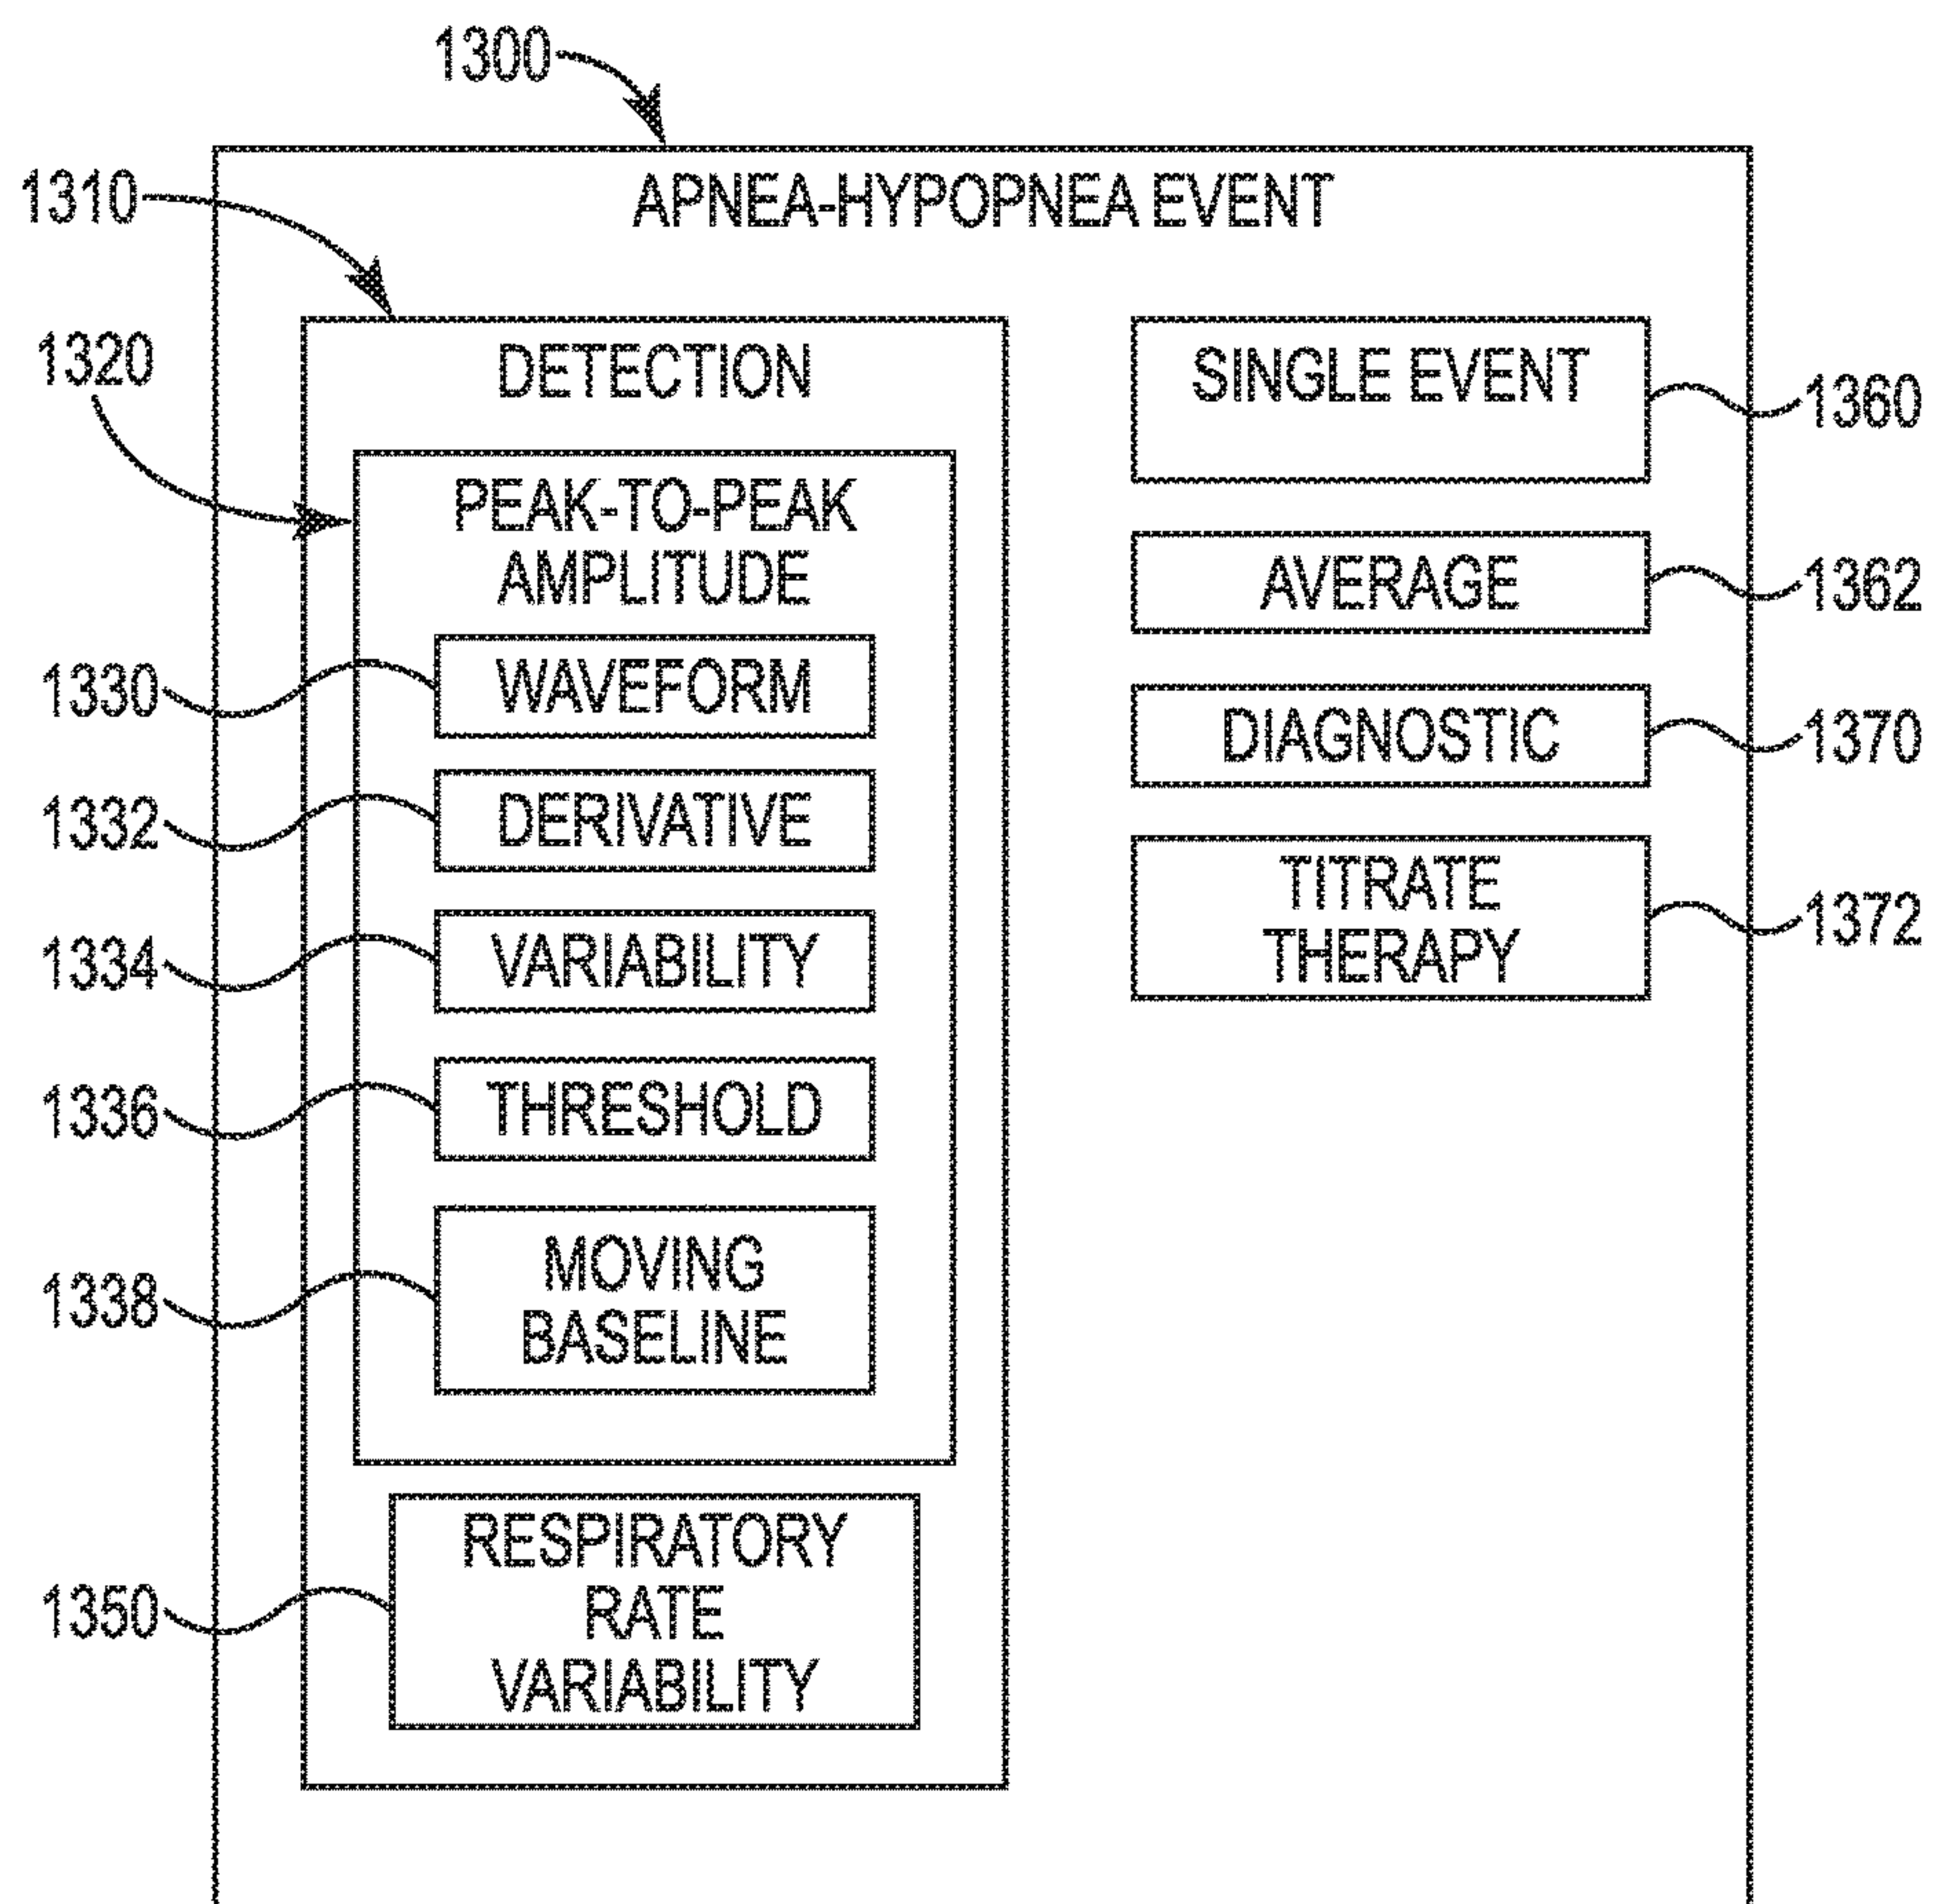 1300
APNEA-HYPOPNEA EVENT
1310
DETECTION
1320
PEAK-TO-PEAK
AMPLITUDE
1330
WAVEFORM
1332
DERIVATIVE
1334
VARIABILITY
1336
THRESHOLD
1338
MOVING
BASELINE
1350
RESPIRATORY
RATE
VARIABILITY
SINGLE EVENT
1360
AVERAGE
1362
DIAGNOSTIC
1370
TITRATE
THERAPY
1372